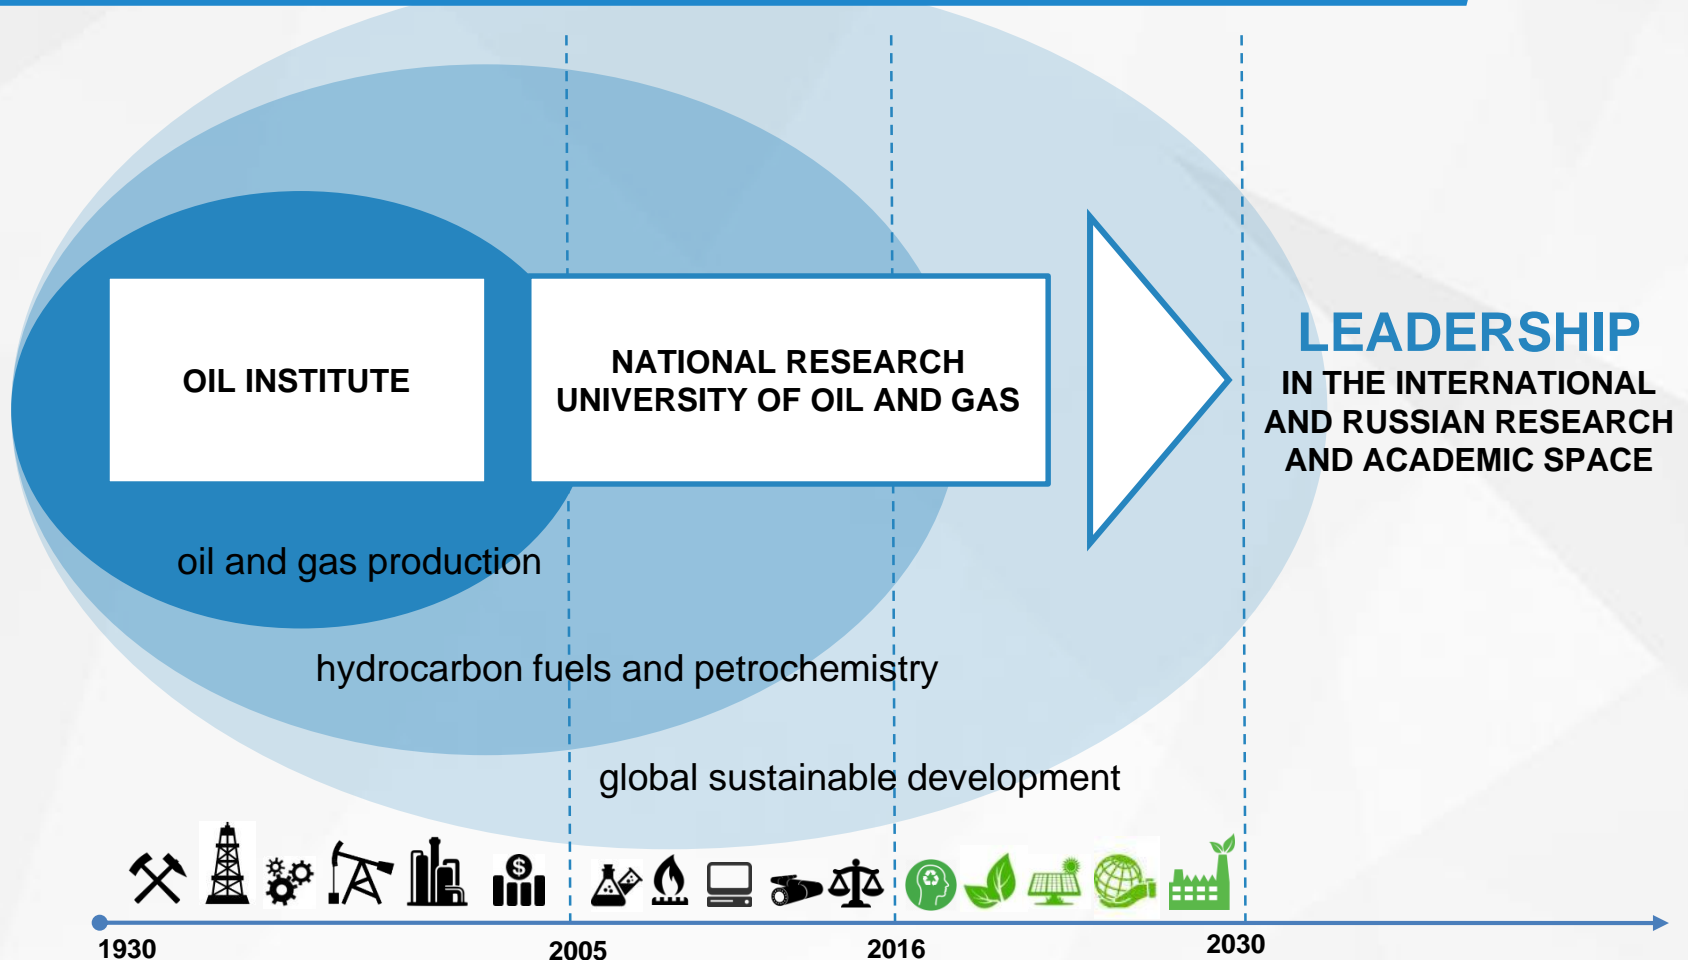 OIL INSTITUTE
NATIONAL RESEARCH
UNIVERSITY OF OIL AND GAS
LEADERSHIP
IN THE INTERNATIONAL
AND RUSSIAN RESEARCH
AND ACADEMIC SPACE
oil and gas production
hydrocarbon fuels and petrochemistry
global sustainable development
$
1930
2005
2016
2030